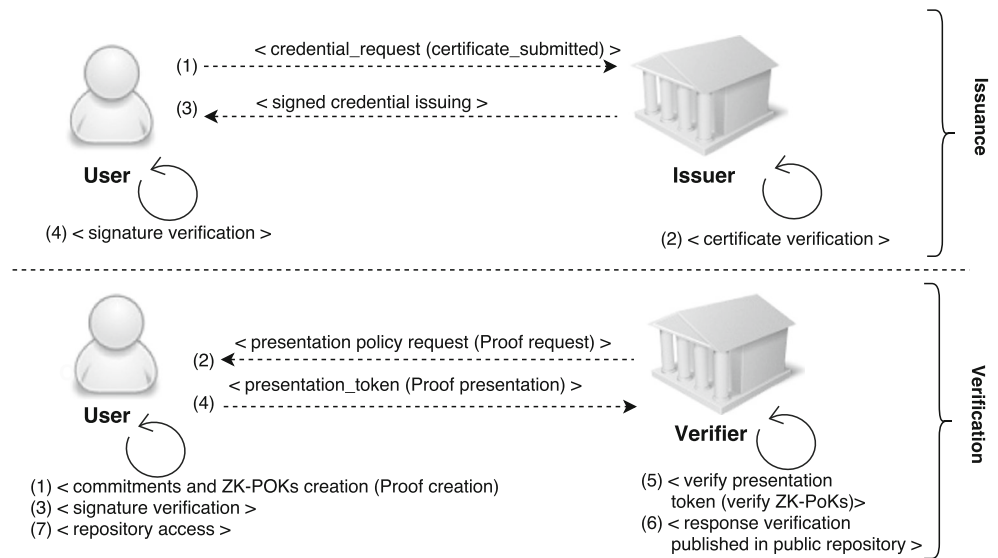 < credential_request (certificate_submitted) >
(1)
(3) < signed credential issuing >
User
Issuer
(4) < signature verification >
(2) < certificate verification >
Issuance
< presentation policy request (Proof request) >
(2)
< presentation_token (Proof presentation) >
(4)
User
Verifier
(1) < commitments and ZK-POKs creation (Proof creation)
(3) < signature verification >
(7) < repository access >
(5) < verify presentation
token (verify ZK-PoKs)>
(6) < response verification
published in public repository >
Verification